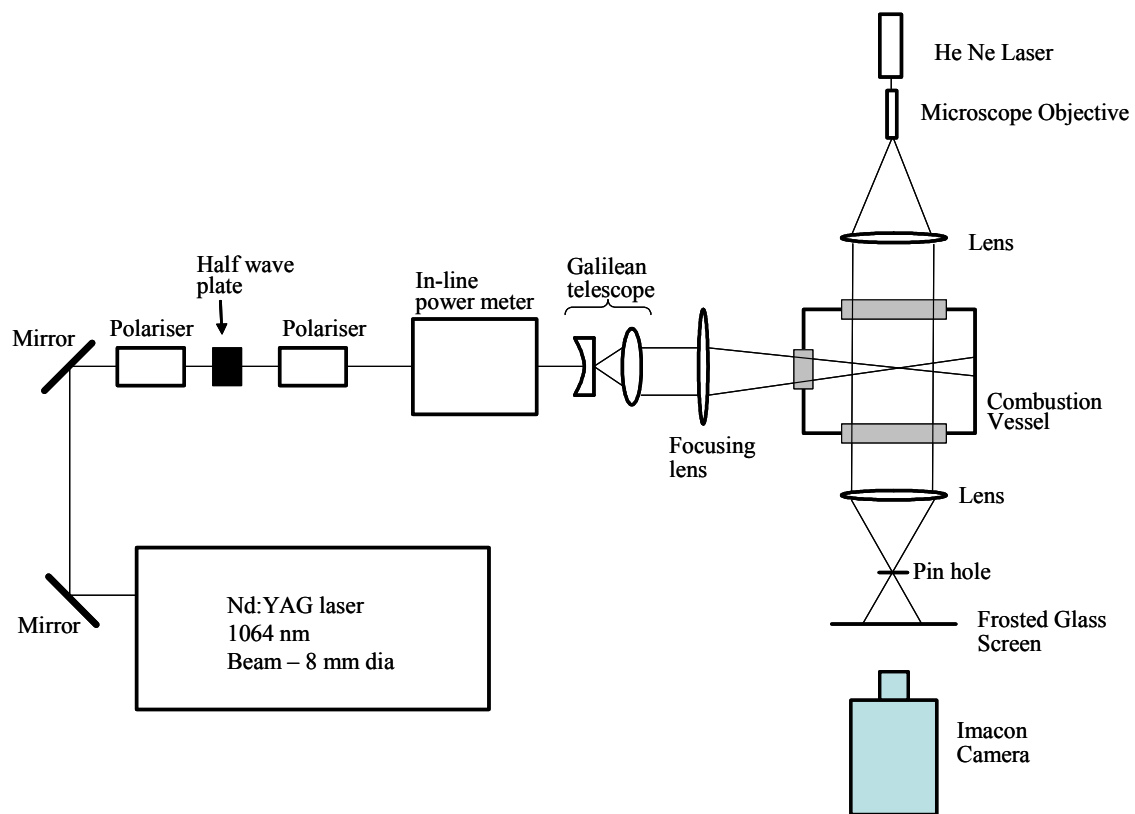 He Ne Laser
Microscope Objective
Lens
Half wave
plate
Galilean
telescope
In-line
power meter
Polariser
Polariser
Mirror
Combustion
Vessel
Focusing
lens
Lens
Pin hole
Nd:YAG laser
1064 nm
Beam – 8 mm dia
Mirror
Frosted Glass
Screen
Imacon
Camera